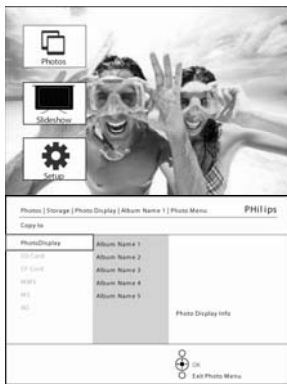 Photos
Slideshow
Setup
Photos | Storage | Photo Display | Album Name 1 | Photo Menu PHilips
Copy to
PhotoDisplay Album Name 1
SD Card Album Name 2
CF Card Album Name 3
MMS Album Name 4
MS Album Name 5
Photo Display Info
OK
Exit Photo Menu